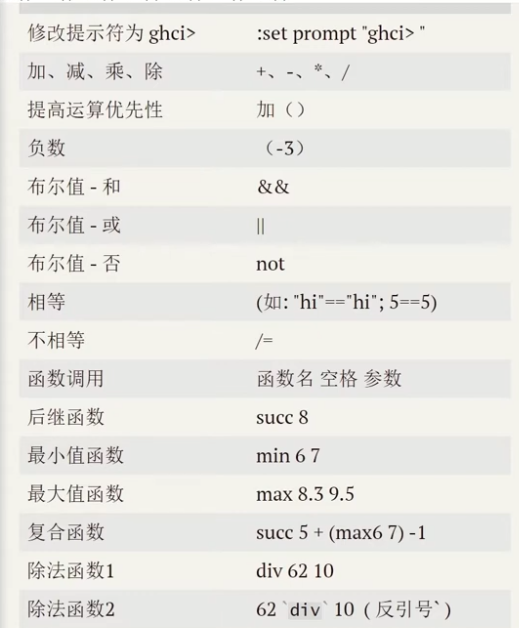 修改提示符为 ghci> :set prompt "ghci> "
加、减、乘、除 +、-、*、/
提高运算优先性 加（）
负数 （-3）
布尔值 - 和 &&
布尔值 - 或 ||
布尔值 - 否 not
相等 (如: "hi"=="hi"; 5==5)
不相等 /=
函数调用 函数名 空格 参数
后继函数 succ 8
最小值函数 min 6 7
最大值函数 max 8.3 9.5
复合函数 succ 5 + (max6 7) -1
除法函数1 div 62 10
除法函数2 62 `div` 10（反引号`）